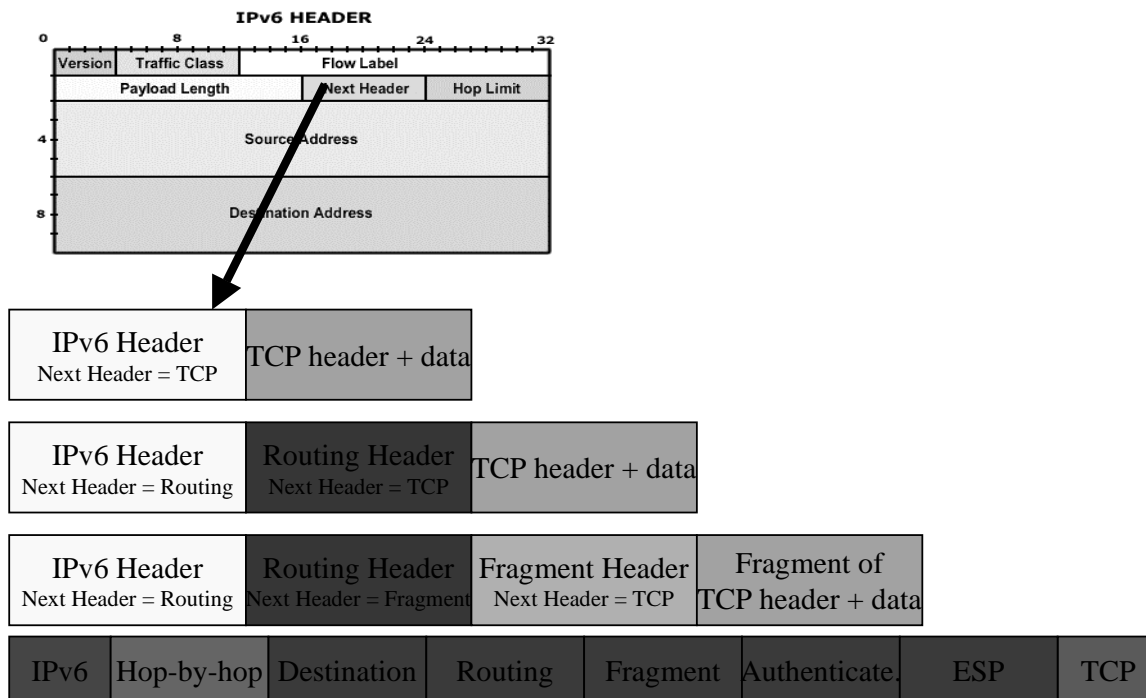 IPv6 HEADER
0 8 16 24 32
Version Traffic Class Flow Label
Payload Length Next Header Hop Limit
4 Source Address
8 Destination Address
IPv6 Header TCP header + data
Next Header = TCP
IPv6 Header Routing Header TCP header + data
Next Header = Routing Next Header = TCP
IPv6 Header Routing Header Fragment Header Fragment of
Next Header = Routing Next Header = Fragment Next Header = TCP TCP header + data
IPv6 Hop-by-hop Destination Routing Fragment Authenticate. ESP TCP